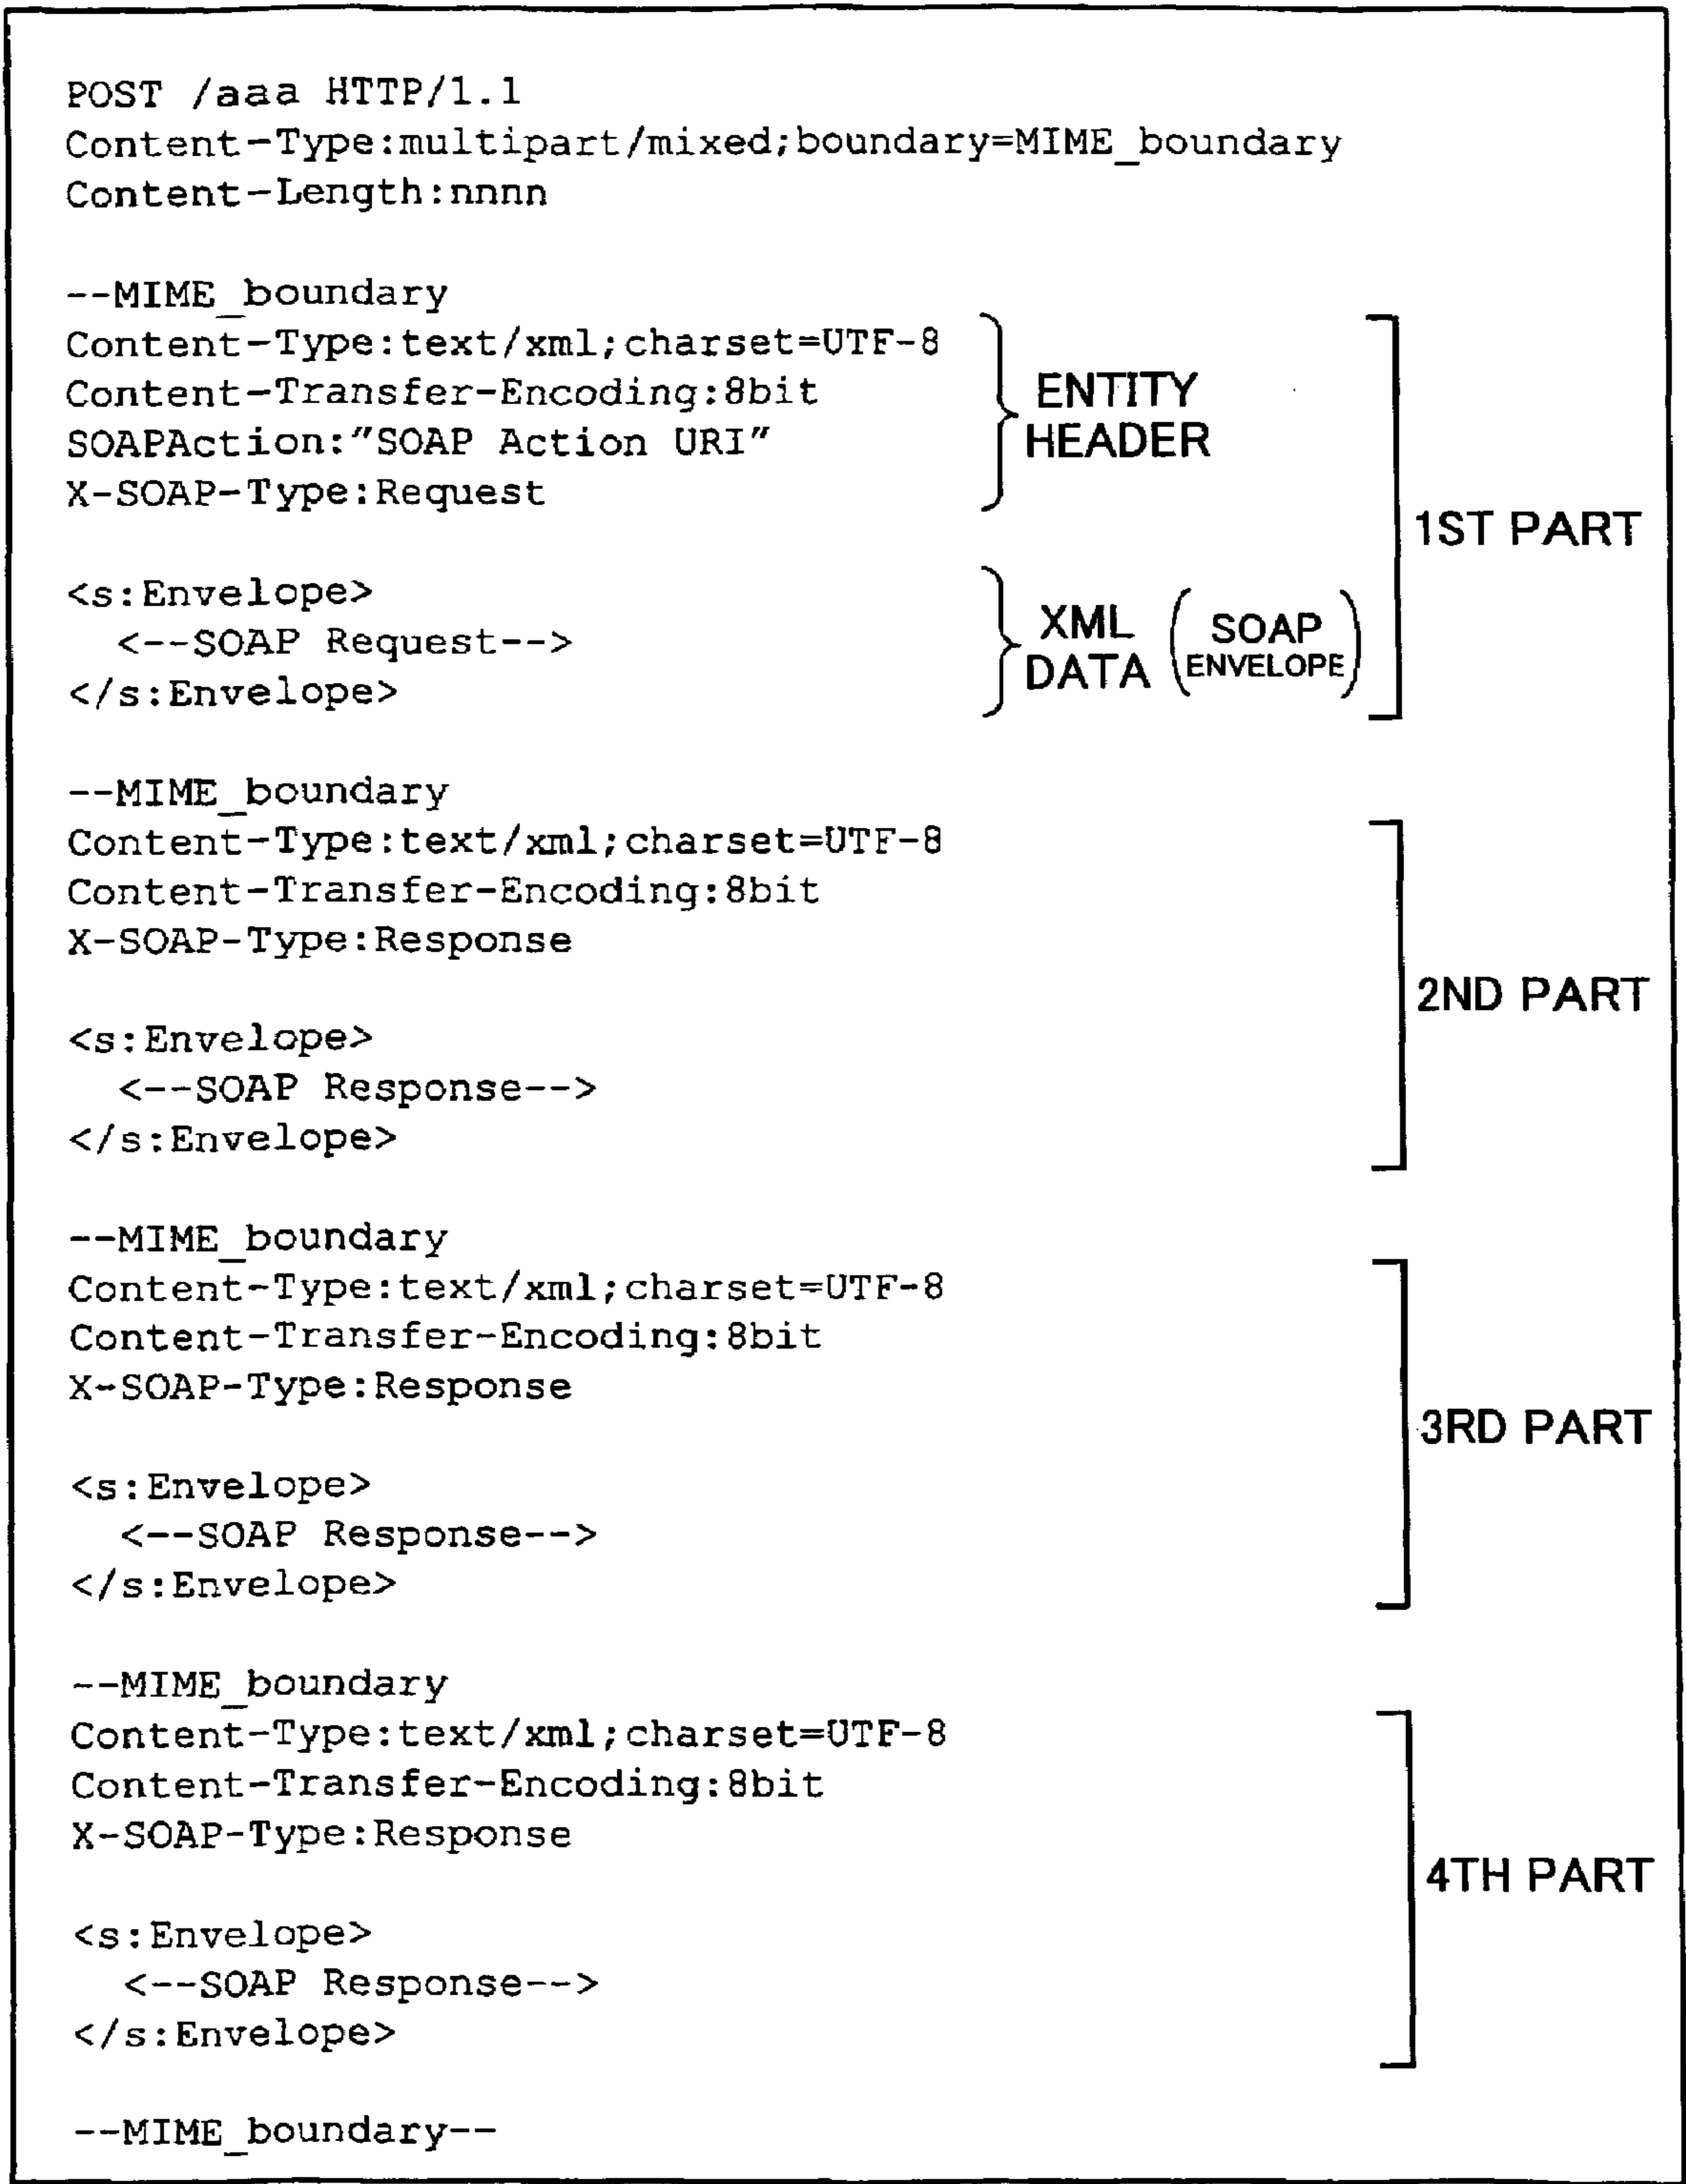 POST /aaa HTTP/1.1
Content-Type:multipart/mixed;boundary=MIME_boundary
Content-Length:nnnn
--MIME_boundary
Content-Type:text/xml;charset=UTF-8
Content-Transfer-Encoding:8bit
SOAPAction:"SOAP Action URI"
X-SOAP-Type:Request
ENTITY
HEADER
<s:Envelope>
<--SOAP Request-->
</s:Envelope>
XML
DATA
(SOAP
ENVELOPE)
1ST PART
--MIME_boundary
Content-Type:text/xml;charset=UTF-8
Content-Transfer-Encoding:8bit
X-SOAP-Type:Response
<s:Envelope>
<--SOAP Response-->
</s:Envelope>
2ND PART
--MIME_boundary
Content-Type:text/xml;charset=UTF-8
Content-Transfer-Encoding:8bit
X-SOAP-Type:Response
<s:Envelope>
<--SOAP Response-->
</s:Envelope>
3RD PART
--MIME_boundary
Content-Type:text/xml;charset=UTF-8
Content-Transfer-Encoding:8bit
X-SOAP-Type:Response
<s:Envelope>
<--SOAP Response-->
</s:Envelope>
4TH PART
--MIME_boundary--